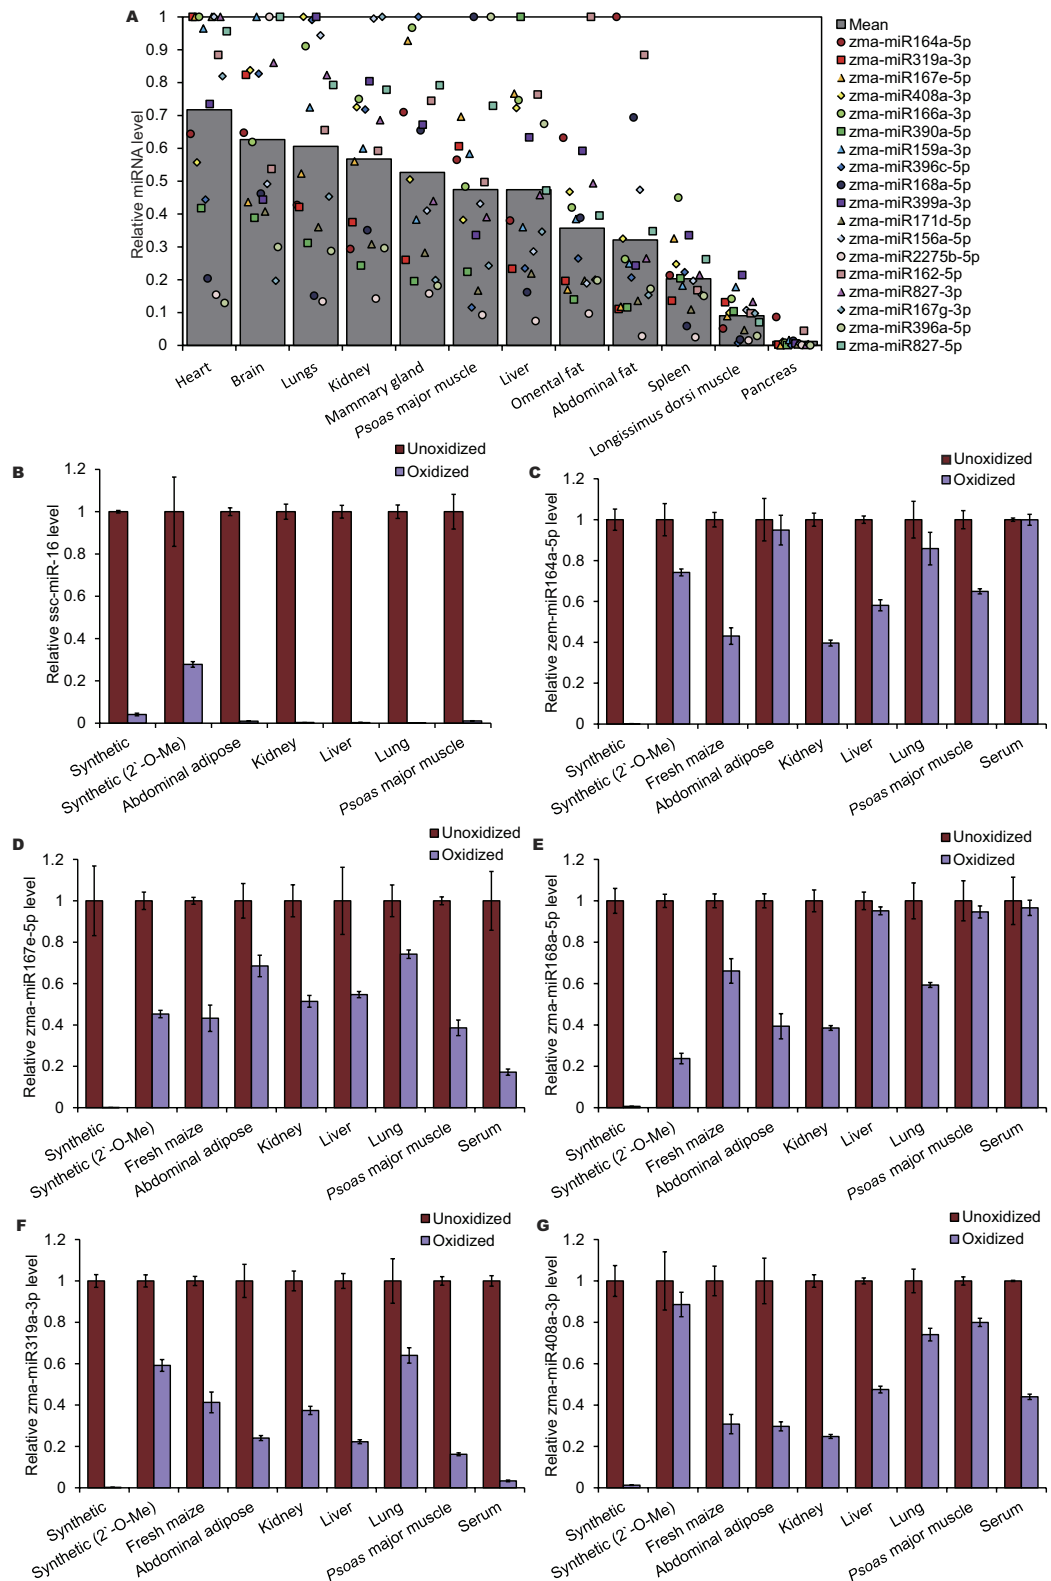 A
Relative miRNA level
1
0.9
0.8
0.7
0.6
0.5
0.4
0.3
0.2
0.1
0
Heart
Brain
Lungs
Kidney
Mammary gland
Psoas major muscle
Liver
Omental fat
Abdominal fat
Spleen
Longissimus dorsi muscle
Pancreas
Mean
zma-miR164a-5p
zma-miR319a-3p
zma-miR167e-5p
zma-miR408a-3p
zma-miR166a-3p
zma-miR390a-5p
zma-miR159a-3p
zma-miR396c-5p
zma-miR168a-5p
zma-miR399a-3p
zma-miR171d-5p
zma-miR156a-5p
zma-miR2275b-5p
zma-miR162-5p
zma-miR827-3p
zma-miR167g-3p
zma-miR396a-5p
zma-miR827-5p
B
Unoxidized
Oxidized
Relative ssc-miR-16 level
1.2
1
0.8
0.6
0.4
0.2
0
Synthetic
Synthetic (2`-O-Me)
Abdominal adipose
Kidney
Liver
Lung
Psoas major muscle
C
Unoxidized
Oxidized
Relative zem-miR164a-5p level
1.2
1
0.8
0.6
0.4
0.2
0
Synthetic
Synthetic (2`-O-Me)
Fresh maize
Abdominal adipose
Kidney
Liver
Lung
Psoas major muscle
Serum
D
Unoxidized
Oxidized
Relative zma-miR167e-5p level
1.2
1
0.8
0.6
0.4
0.2
0
Synthetic
Synthetic (2`-O-Me)
Fresh maize
Abdominal adipose
Kidney
Liver
Lung
Psoas major muscle
Serum
E
Unoxidized
Oxidized
Relative zma-miR168a-5p level
1.2
1
0.8
0.6
0.4
0.2
0
Synthetic
Synthetic (2`-O-Me)
Fresh maize
Abdominal adipose
Kidney
Liver
Lung
Psoas major muscle
Serum
F
Unoxidized
Oxidized
Relative zma-miR319a-3p level
1.2
1
0.8
0.6
0.4
0.2
0
Synthetic
Synthetic (2`-O-Me)
Fresh maize
Abdominal adipose
Kidney
Liver
Lung
Psoas major muscle
Serum
G
Unoxidized
Oxidized
Relative zma-miR408a-3p level
1.2
1
0.8
0.6
0.4
0.2
0
Synthetic
Synthetic (2`-O-Me)
Fresh maize
Abdominal adipose
Kidney
Liver
Lung
Psoas major muscle
Serum